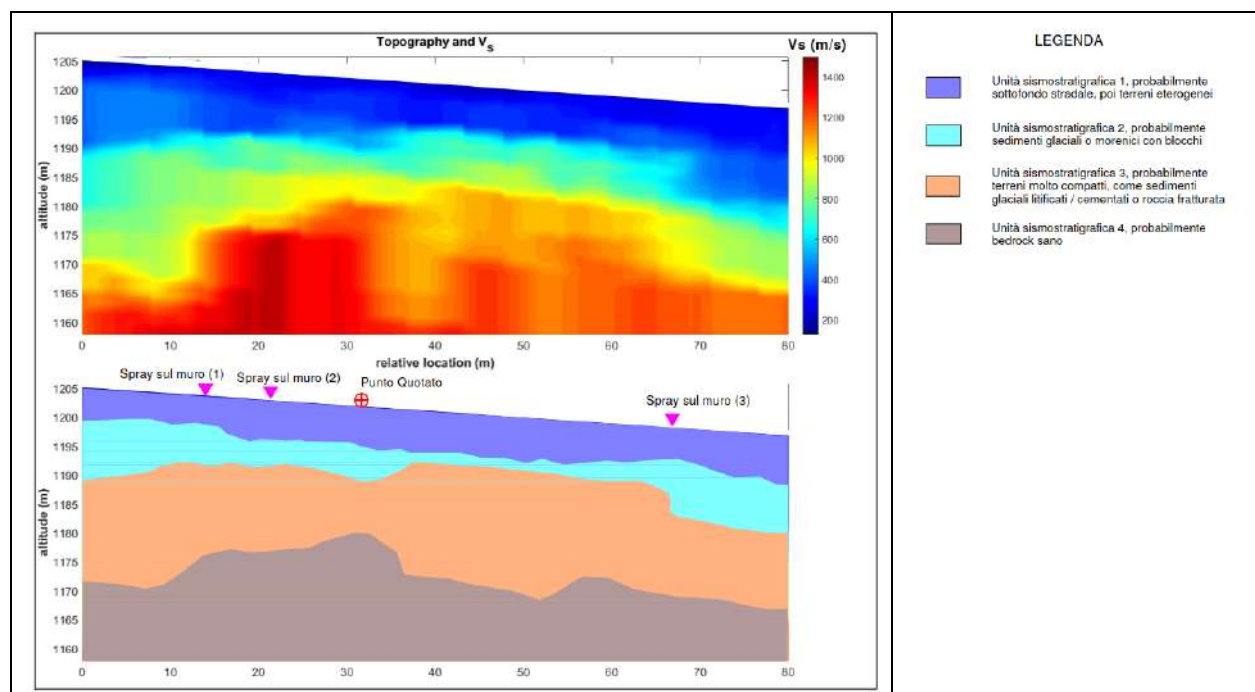 Topography and Vs
Vs (m/s)
altitude (m)
1205
1200
1195
1190
1185
1180
1175
1170
1165
1160
0 10 20 30 40 50 60 70 80
relative location (m)
1400
1200
1000
800
600
400
200
Spray sul muro (1)
Spray sul muro (2)
Punto Quotato
Spray sul muro (3)
altitude (m)
1205
1200
1195
1190
1185
1180
1175
1170
1165
1160
0 10 20 30 40 50 60 70 80
LEGENDA
Unità sismostratigrafica 1, probabilmente
sottofondo stradale, poi terreni eterogenei
Unità sismostratigrafica 2, probabilmente
sedimenti glaciali o morenici con blocchi
Unità sismostratigrafica 3, probabilmente
terreni molto compatti, come sedimenti
glaciali litificati / cementati o roccia fratturata
Unità sismostratigrafica 4, probabilmente
bedrock sano